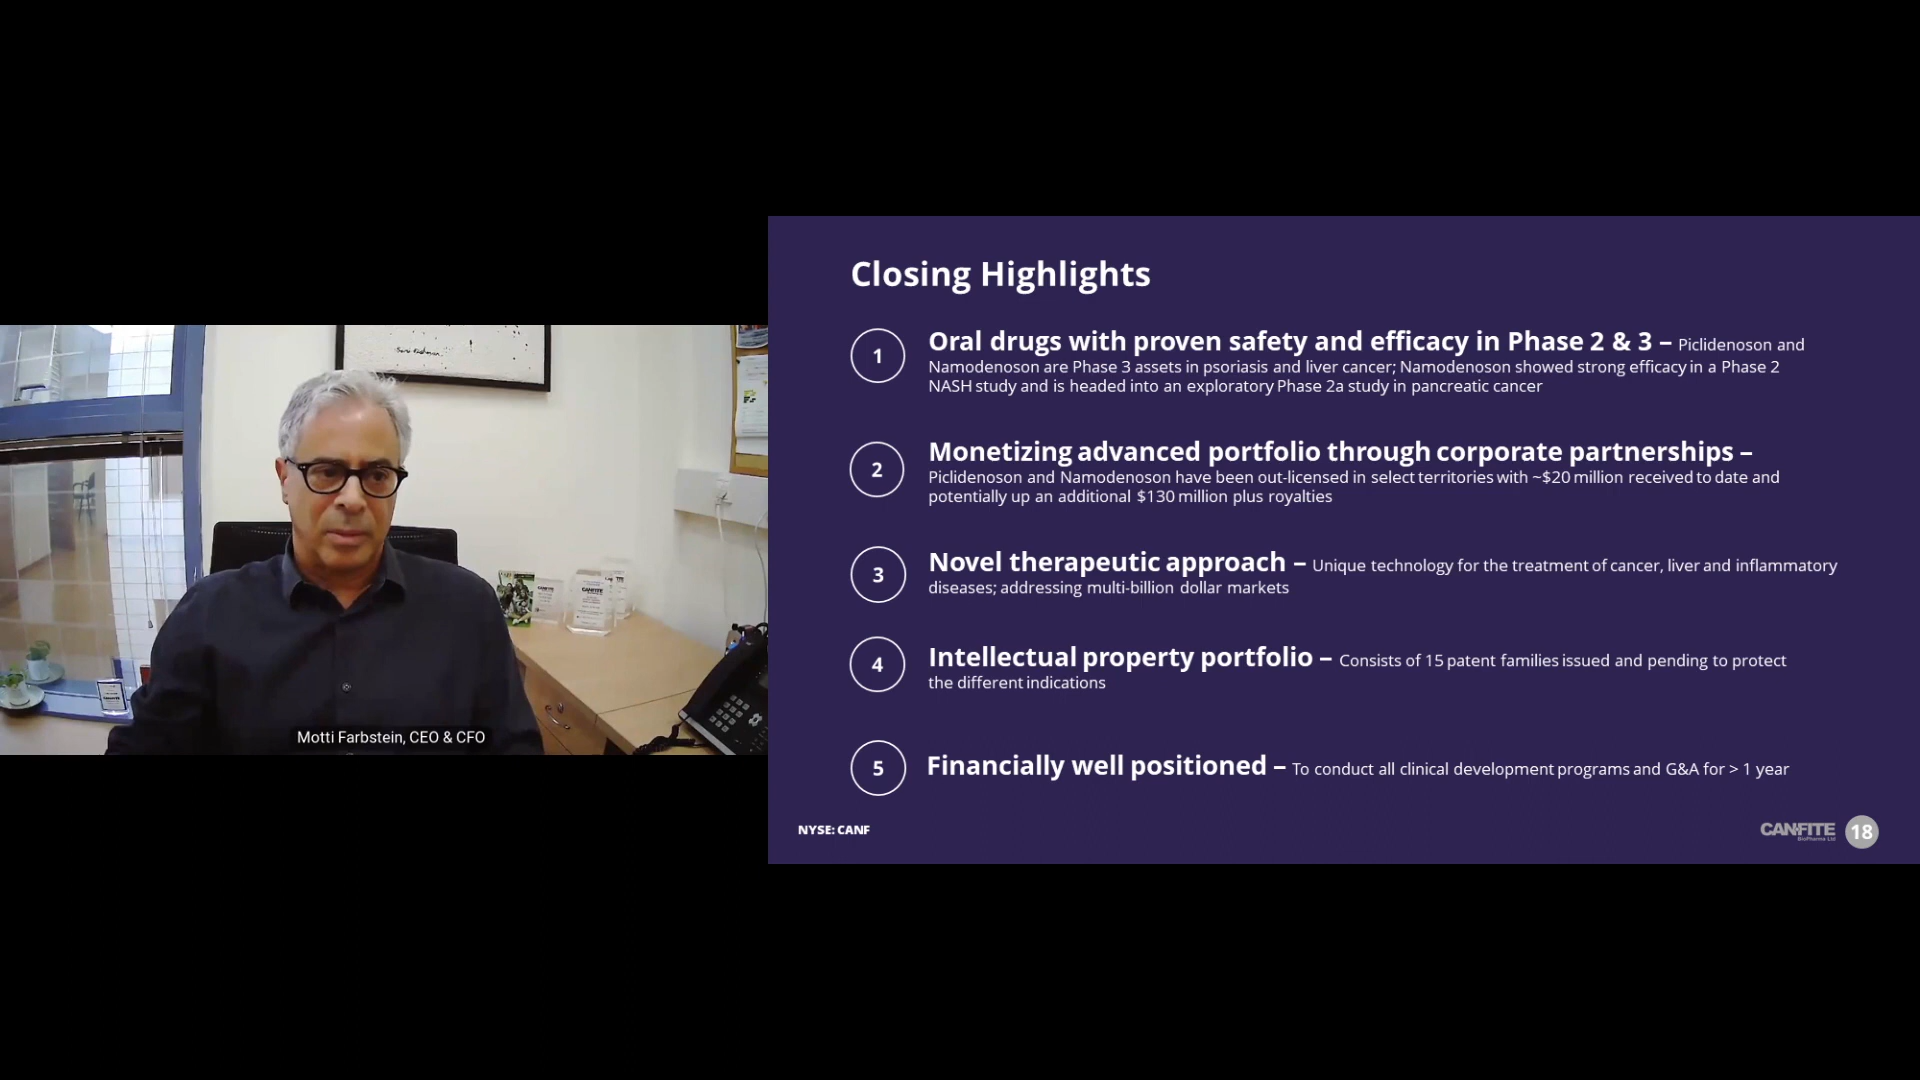 Closing Highlights
1
Oral drugs with proven safety and efficacy in Phase 2 & 3 – Piclidenoson and
Namodenoson are Phase 3 assets in psoriasis and liver cancer; Namodenoson showed strong efficacy in a Phase 2
NASH study and is headed into an exploratory Phase 2a study in pancreatic cancer
2
Monetizing advanced portfolio through corporate partnerships –
Piclidenoson and Namodenoson have been out-licensed in select territories with ~$20 million received to date and
potentially up an additional $130 million plus royalties
3
Novel therapeutic approach – Unique technology for the treatment of cancer, liver and inflammatory
diseases; addressing multi-billion dollar markets
4
Intellectual property portfolio – Consists of 15 patent families issued and pending to protect
the different indications
5
Financially well positioned – To conduct all clinical development programs and G&A for > 1 year
NYSE: CANF
CANFITE
BioPharma Ltd
18
Motti Farbstein, CEO & CFO